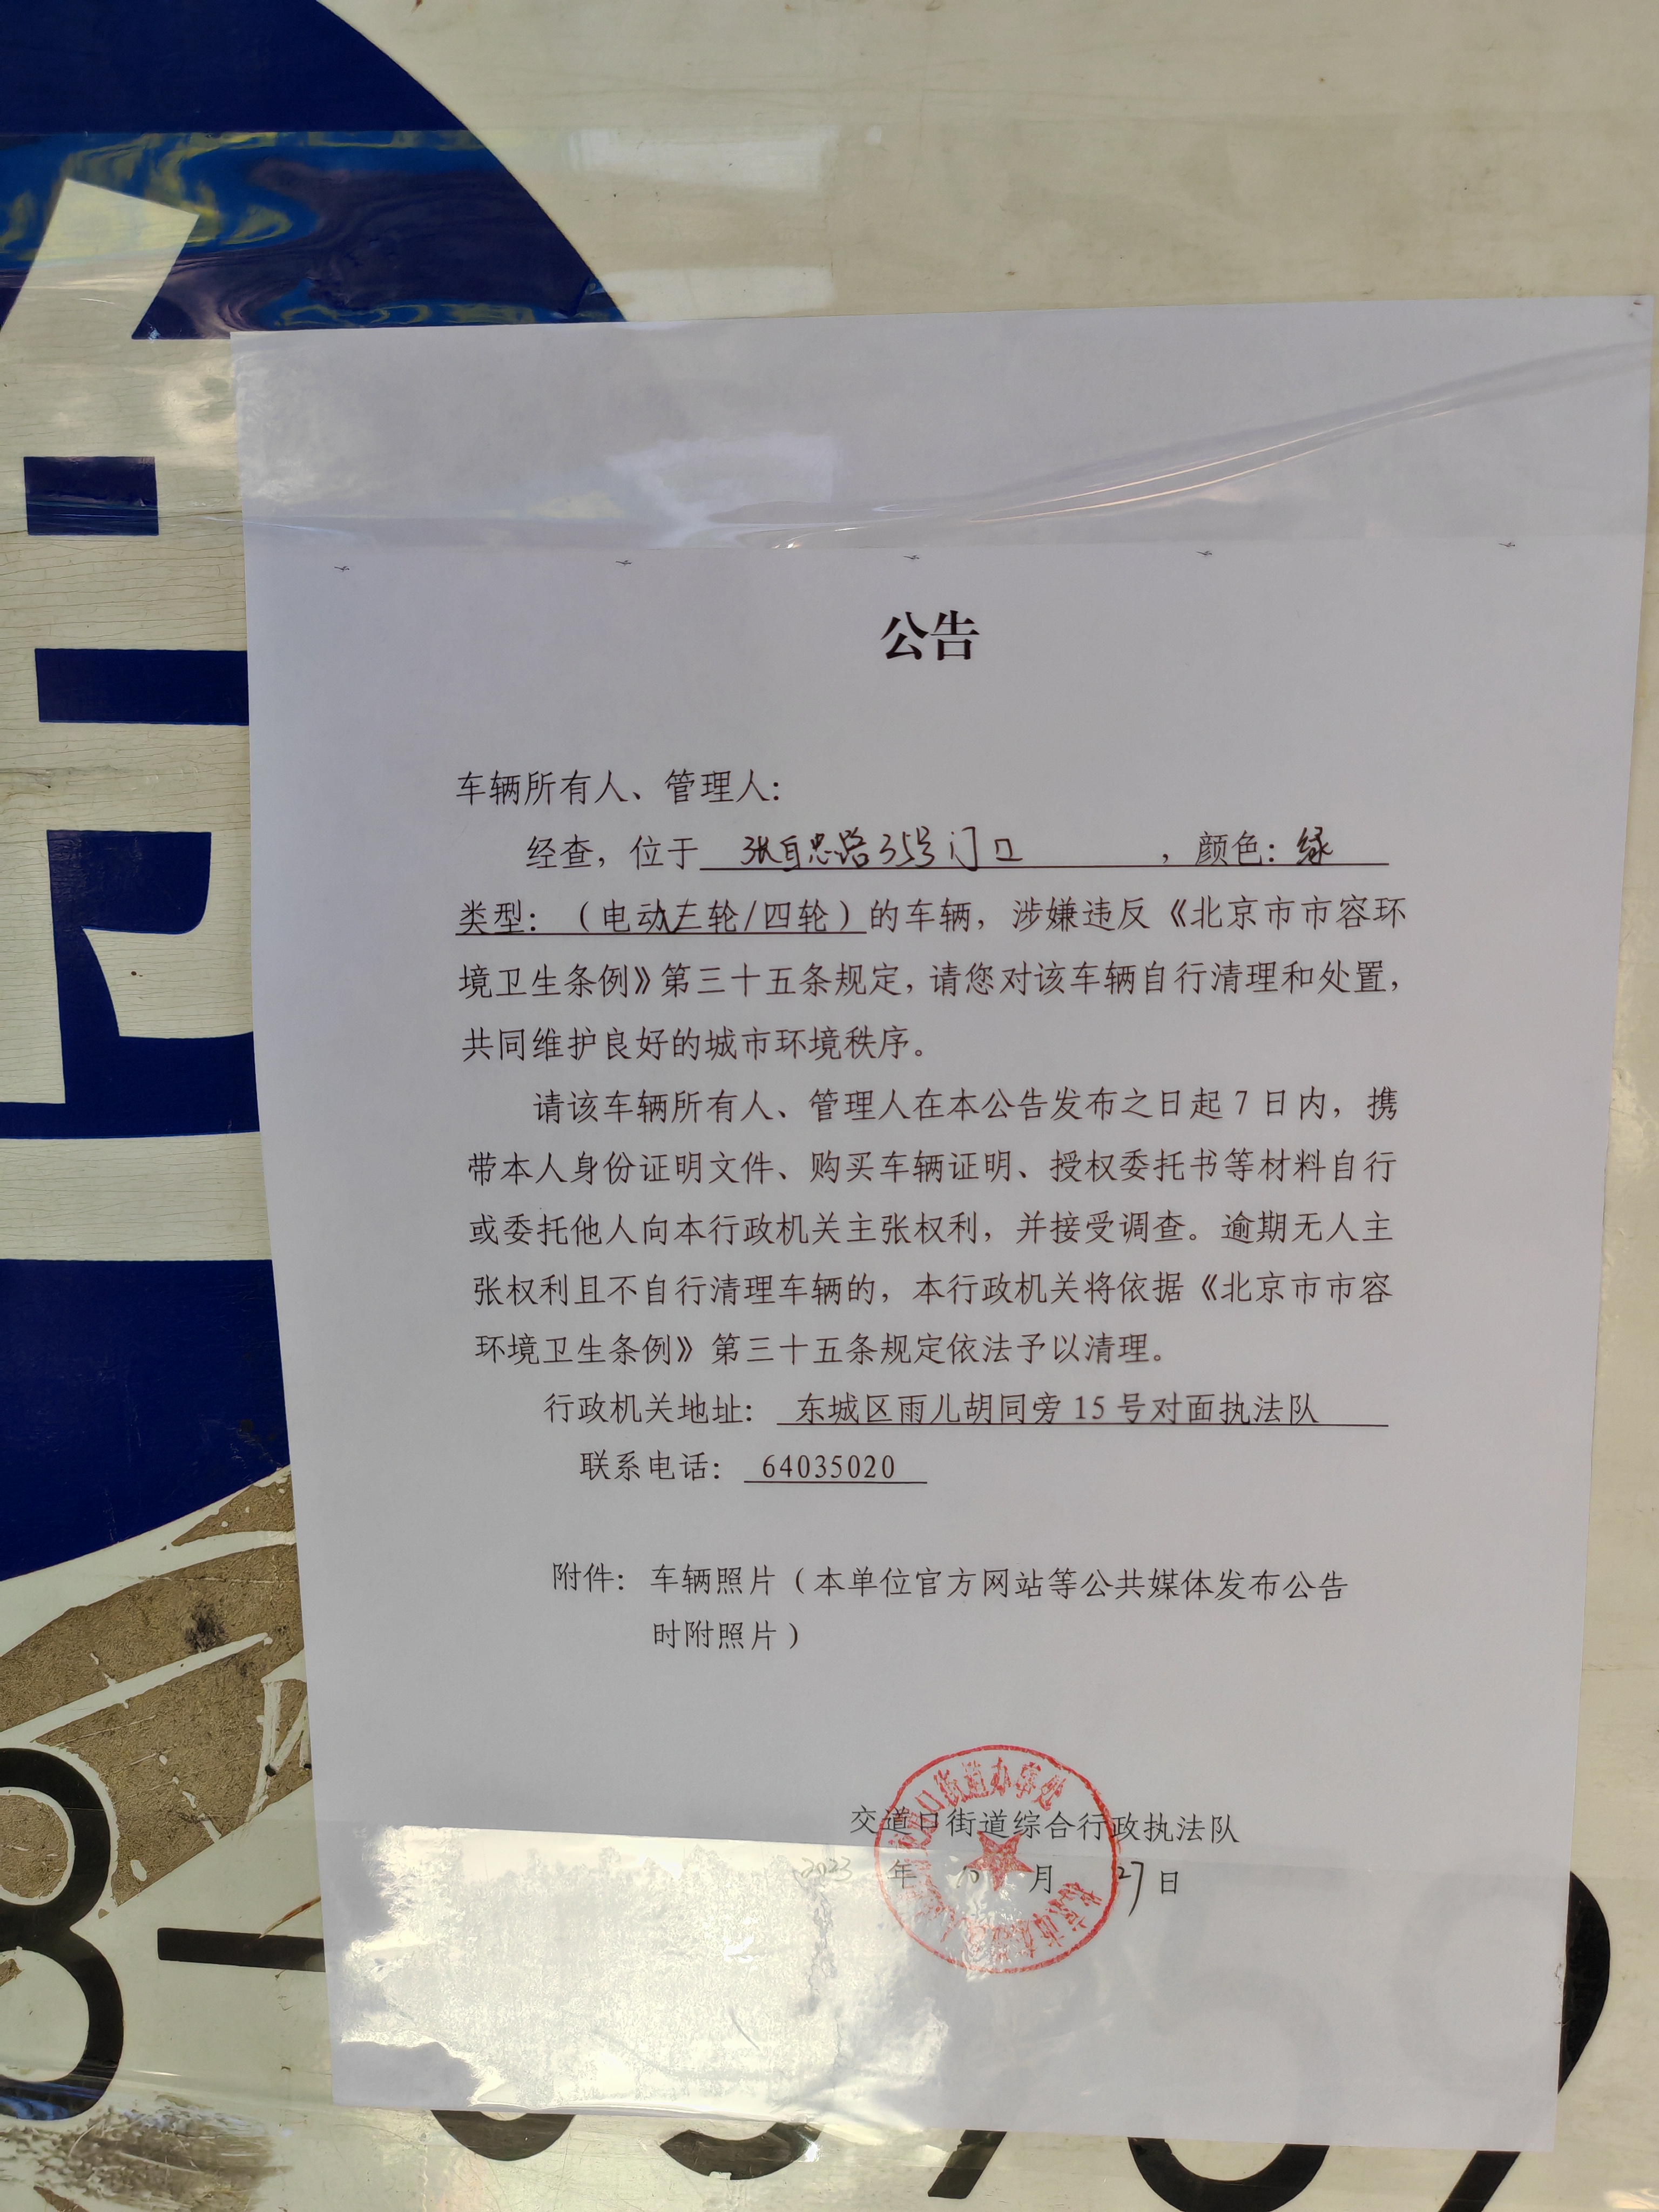 公告
车辆所有人、管理人：
经查，位于 张自忠路35号门口 ，颜色：绿
类型：（电动三轮/四轮）的车辆，涉嫌违反《北京市市容环
境卫生条例》第三十五条规定，请您对该车辆自行清理和处置，
共同维护良好的城市环境秩序。
请该车辆所有人、管理人在本公告发布之日起7日内，携
带本人身份证明文件、购买车辆证明、授权委托书等材料自行
或委托他人向本行政机关主张权利，并接受调查。逾期无人主
张权利且不自行清理车辆的，本行政机关将依据《北京市市容
环境卫生条例》第三十五条规定依法予以清理。
行政机关地址：东城区雨儿胡同旁15号对面执法队
联系电话：64035020
附件：车辆照片（本单位官方网站等公共媒体发布公告
时附照片）
交道口街道综合行政执法队
2023年10月27日